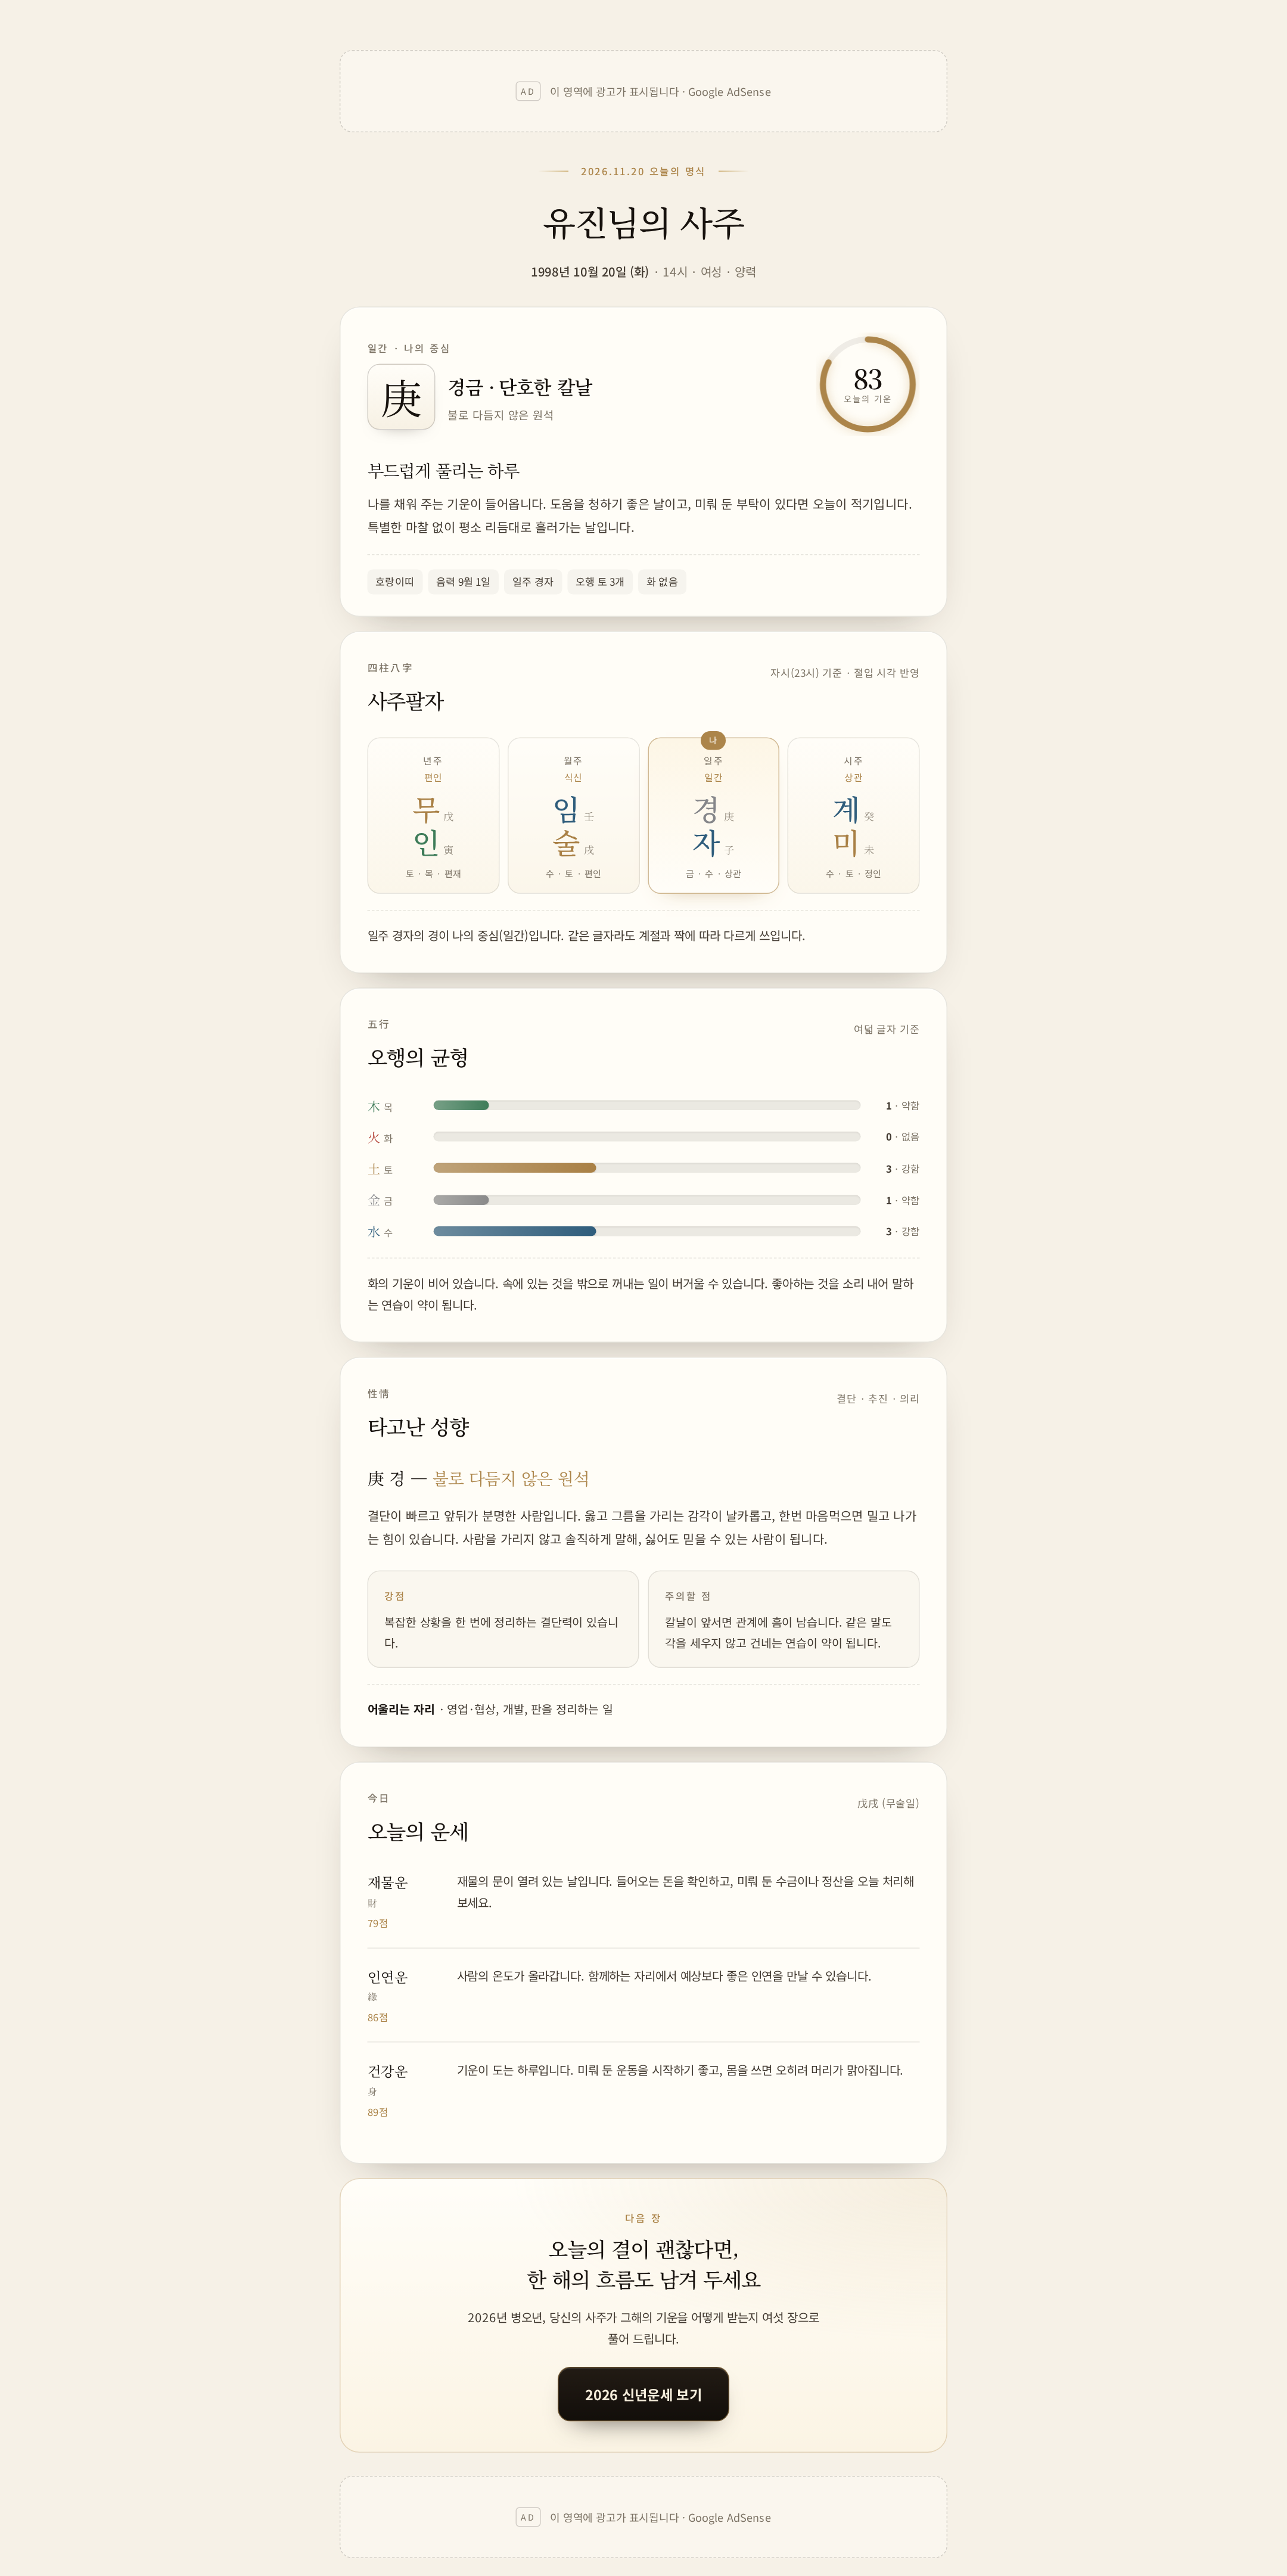 AD 이 영역에 광고가 표시됩니다 · Google AdSense
2026.11.20 오늘의 명식
유진님의 사주
1998년 10월 20일 (화) · 14시 · 여성 · 양력
일간 · 나의 중심
庚
경금 · 단호한 칼날
불로 다듬지 않은 원석
83
오늘의 기운
부드럽게 풀리는 하루
나를 채워 주는 기운이 들어옵니다. 도움을 청하기 좋은 날이고, 미뤄 둔 부탁이 있다면 오늘이 적기입니다.
특별한 마찰 없이 평소 리듬대로 흘러가는 날입니다.
호랑이띠 음력 9월 1일 일주 경자 오행 토 3개 화 없음
四柱八字
사주팔자
자시(23시) 기준 · 절입 시각 반영
년주
편인
무 戊
인 寅
토 · 목 · 편재
월주
식신
임 壬
술 戌
수 · 토 · 편인
나
일주
일간
경 庚
자 子
금 · 수 · 상관
시주
상관
계 癸
미 未
수 · 토 · 정인
일주 경자의 경이 나의 중심(일간)입니다. 같은 글자라도 계절과 짝에 따라 다르게 쓰입니다.
五行
오행의 균형
여덟 글자 기준
木 목 1 · 약함
火 화 0 · 없음
土 토 3 · 강함
金 금 1 · 약함
水 수 3 · 강함
화의 기운이 비어 있습니다. 속에 있는 것을 밖으로 꺼내는 일이 버거울 수 있습니다. 좋아하는 것을 소리 내어 말하
는 연습이 약이 됩니다.
性情
타고난 성향
결단 · 추진 · 의리
庚 경 — 불로 다듬지 않은 원석
결단이 빠르고 앞뒤가 분명한 사람입니다. 옳고 그름을 가리는 감각이 날카롭고, 한번 마음먹으면 밀고 나가
는 힘이 있습니다. 사람을 가리지 않고 솔직하게 말해, 싫어도 믿을 수 있는 사람이 됩니다.
강점
복잡한 상황을 한 번에 정리하는 결단력이 있습니
다.
주의할 점
칼날이 앞서면 관계에 흠이 남습니다. 같은 말도
각을 세우지 않고 건네는 연습이 약이 됩니다.
어울리는 자리 · 영업·협상, 개발, 판을 정리하는 일
今日
오늘의 운세
戊戌 (무술일)
재물운
財
79점
재물의 문이 열려 있는 날입니다. 들어오는 돈을 확인하고, 미뤄 둔 수금이나 정산을 오늘 처리해
보세요.
인연운
緣
86점
사람의 온도가 올라갑니다. 함께하는 자리에서 예상보다 좋은 인연을 만날 수 있습니다.
건강운
身
89점
기운이 도는 하루입니다. 미뤄 둔 운동을 시작하기 좋고, 몸을 쓰면 오히려 머리가 맑아집니다.
다음 장
오늘의 결이 괜찮다면,
한 해의 흐름도 남겨 두세요
2026년 병오년, 당신의 사주가 그해의 기운을 어떻게 받는지 여섯 장으로
풀어 드립니다.
2026 신년운세 보기
AD 이 영역에 광고가 표시됩니다 · Google AdSense